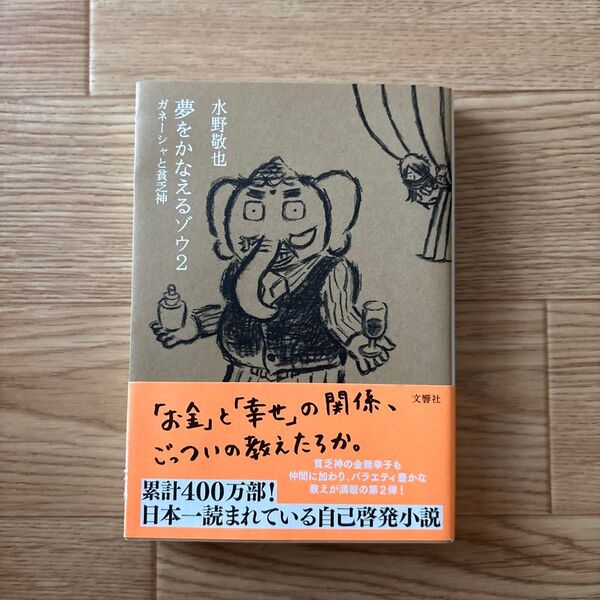 水野敬也
夢をかなえるゾウ2
ガネーシャと貧乏神
文響社
「お金」と「幸せ」の関係、
ごっついの教えたろか。
貧乏神の金無幸子も
仲間に加わり、バラエティ豊かな
教えが満載の第2弾!
累計400万部!
日本一読まれている自己啓発小説